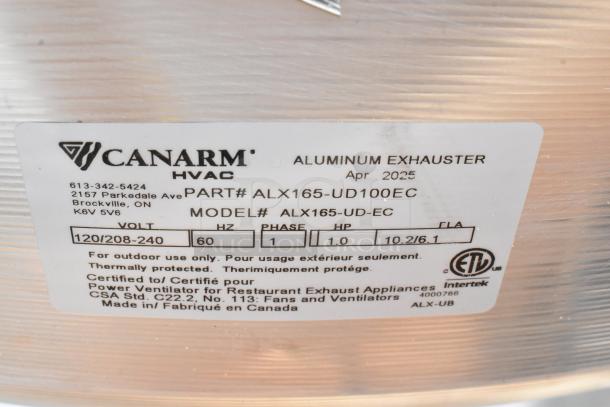 CANARM
HVAC
ALUMINUM EXHAUSTER
Apr 2025
613-342-5424
2157 Parkedale Ave
Brockville, ON
K6V 5V6
PART# ALX165-UD100EC
MODEL# ALX165-UD-EC
VOLT HZ PHASE HP FLA
120/208-240 60 1 1.0 10.2/6.1
For outdoor use only. Pour usage extérieur seulement.
Thermally protected. Thermiquement protégé.
Certified to/ Certifié pour
Power Ventilator for Restaurant Exhaust Appliances
CSA Std. C22.2, No. 113: Fans and Ventilators
Made in/ Fabriqué en Canada
C ETL US
Intertek
4000766
ALX-UB